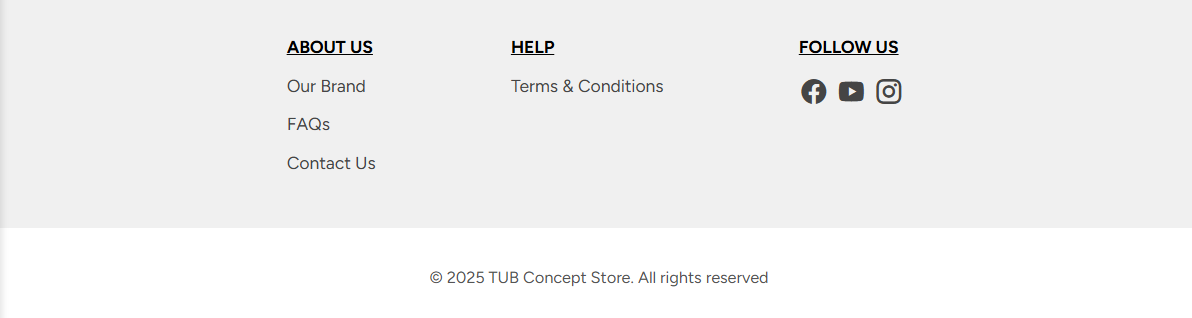 ABOUT US
Our Brand
FAQs
Contact Us
HELP
Terms & Conditions
FOLLOW US
© 2025 TUB Concept Store. All rights reserved